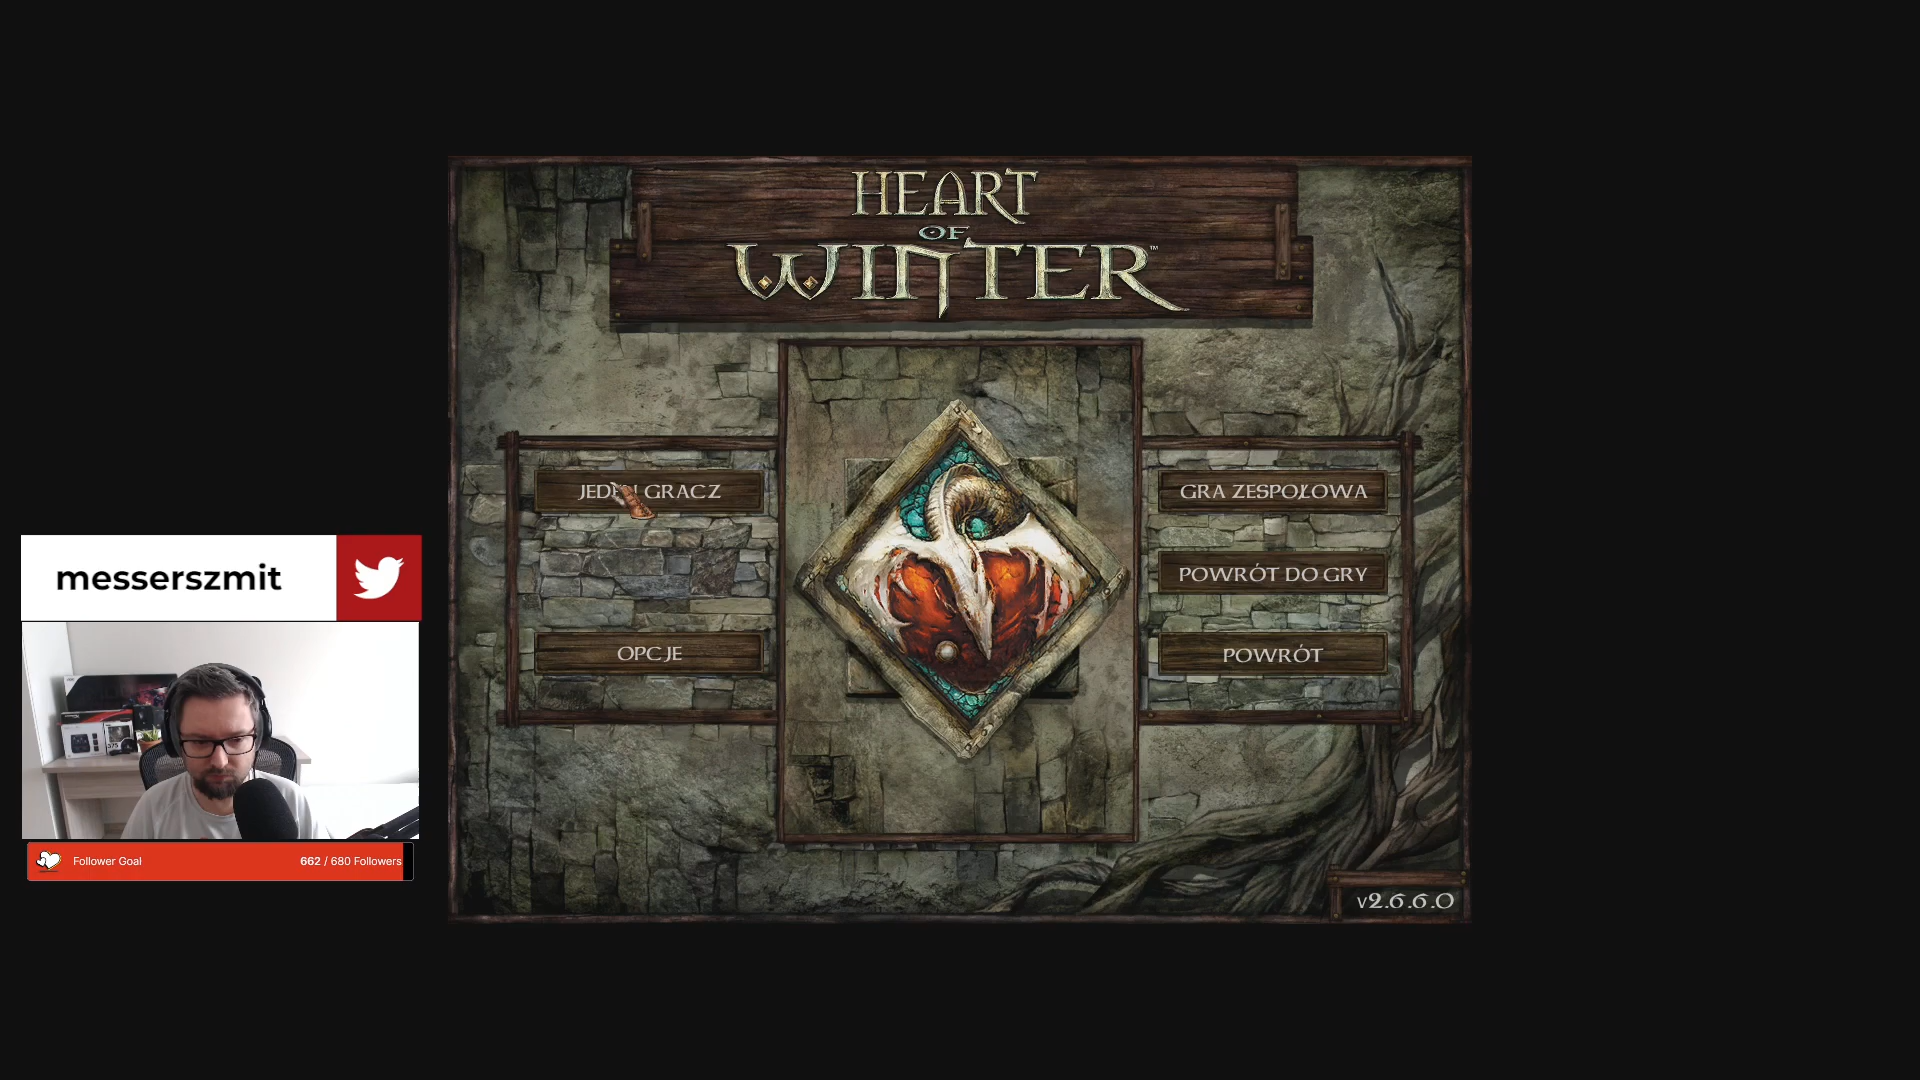 HEART
OF
WINTER™
JEDEN GRACZ
GRA ZESPOŁOWA
POWRÓT DO GRY
OPCJE
POWRÓT
messerszmit
Follower Goal
662 / 680 Followers
v2.6.6.0